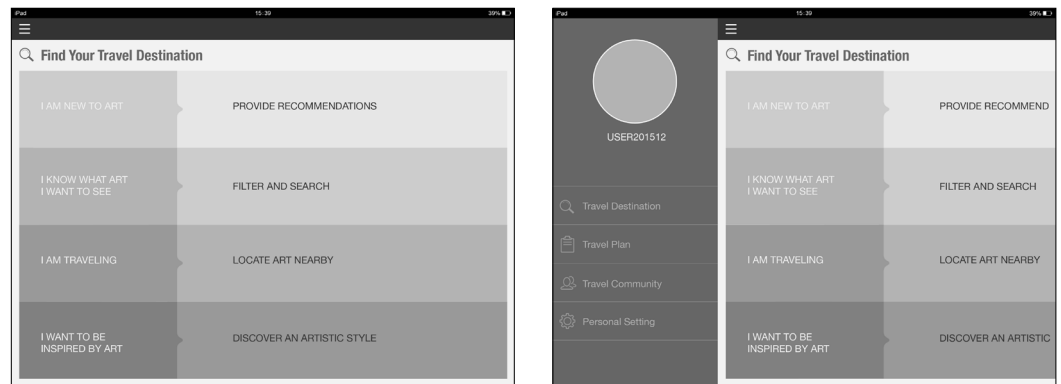 iPad 15:39 39%
Find Your Travel Destination
I AM NEW TO ART
PROVIDE RECOMMENDATIONS
I KNOW WHAT ART
I WANT TO SEE
FILTER AND SEARCH
I AM TRAVELING
LOCATE ART NEARBY
I WANT TO BE
INSPIRED BY ART
DISCOVER AN ARTISTIC STYLE
iPad 15:39 39%
USER201512
Travel Destination
Travel Plan
Travel Community
Personal Setting
Find Your Travel Destination
I AM NEW TO ART
PROVIDE RECOMMEND
I KNOW WHAT ART
I WANT TO SEE
FILTER AND SEARCH
I AM TRAVELING
LOCATE ART NEARBY
I WANT TO BE
INSPIRED BY ART
DISCOVER AN ARTISTIC